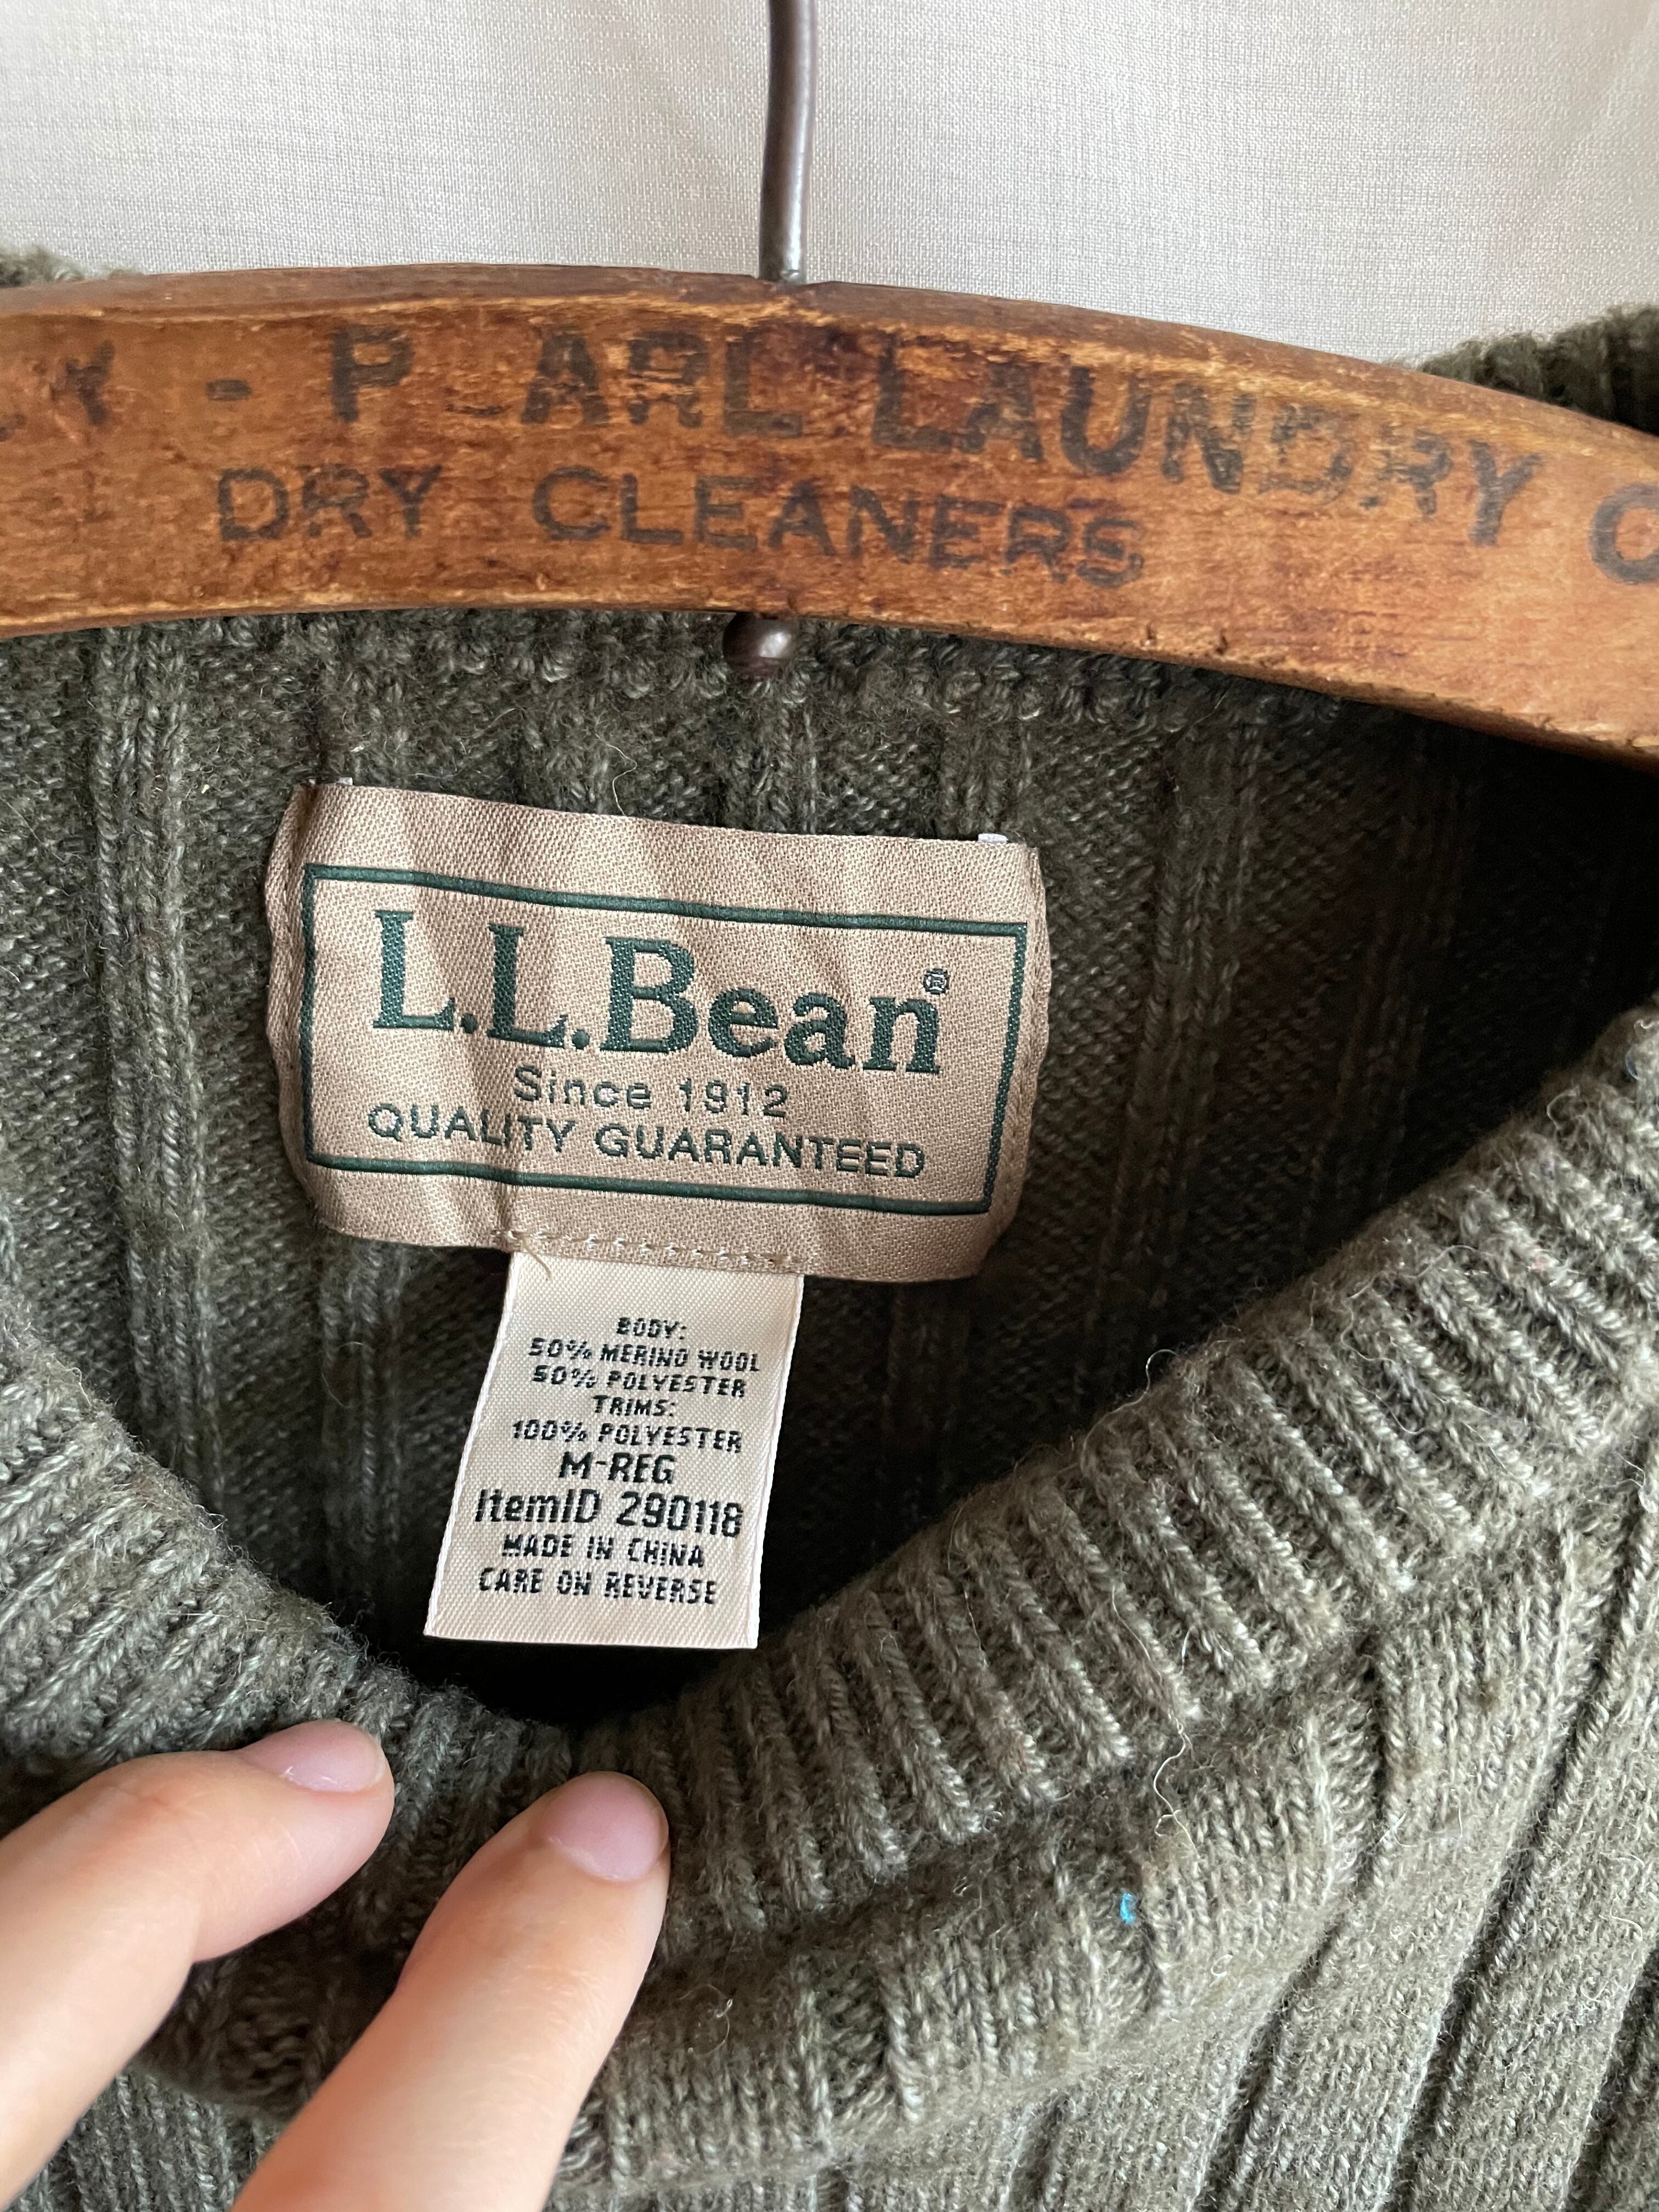 - PEARL LAUNDRY
DRY CLEANERS
L.L.Bean®
Since 1912
QUALITY GUARANTEED
BODY:
50% MERINO WOOL
50% POLYESTER
TRIMS:
100% POLYESTER
M-REG
ItemID 290118
MADE IN CHINA
CARE ON REVERSE